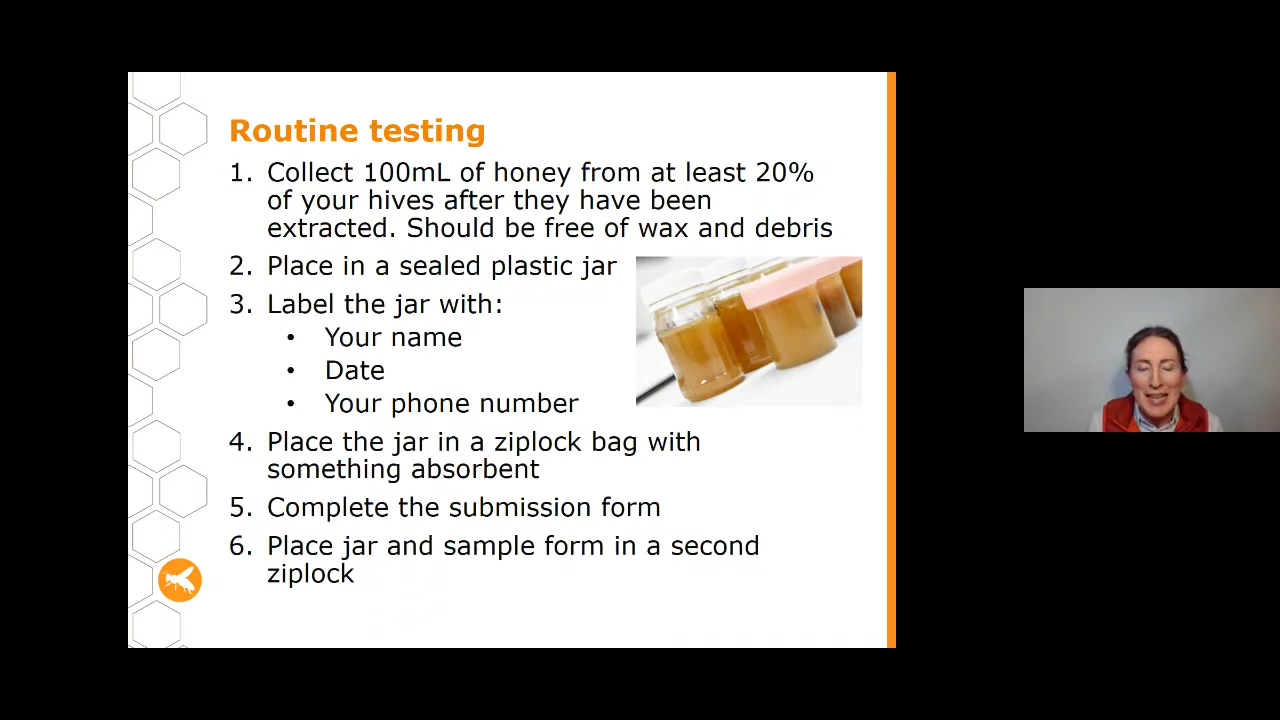 Routine testing
1. Collect 100mL of honey from at least 20%
of your hives after they have been
extracted. Should be free of wax and debris
2. Place in a sealed plastic jar
3. Label the jar with:
• Your name
• Date
• Your phone number
4. Place the jar in a ziplock bag with
something absorbent
5. Complete the submission form
6. Place jar and sample form in a second
ziplock